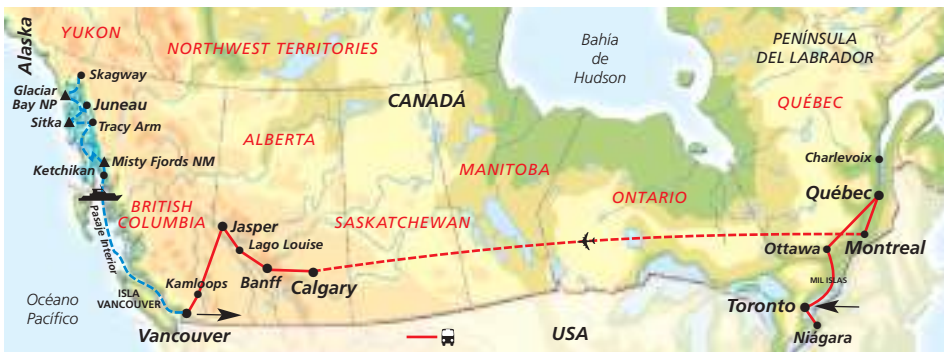 Alaska
YUKON
NORTHWEST TERRITORIES
Skagway
Glaciar
Bay NP
Juneau
Sitka
Tracy Arm
Misty Fjords NM
Ketchikan
Pasaje Interior
BRITISH
COLUMBIA
ISLA
VANCOUVER
Océano
Pacífico
Vancouver
Kamloops
Jasper
Lago Louise
Banff
Calgary
ALBERTA
SASKATCHEWAN
CANADÁ
MANITOBA
Bahía
de
Hudson
ONTARIO
PENÍNSULA
DEL LABRADOR
QUÉBEC
Charlevoix
Québec
Montreal
Ottawa
MIL ISLAS
Toronto
Niágara
USA